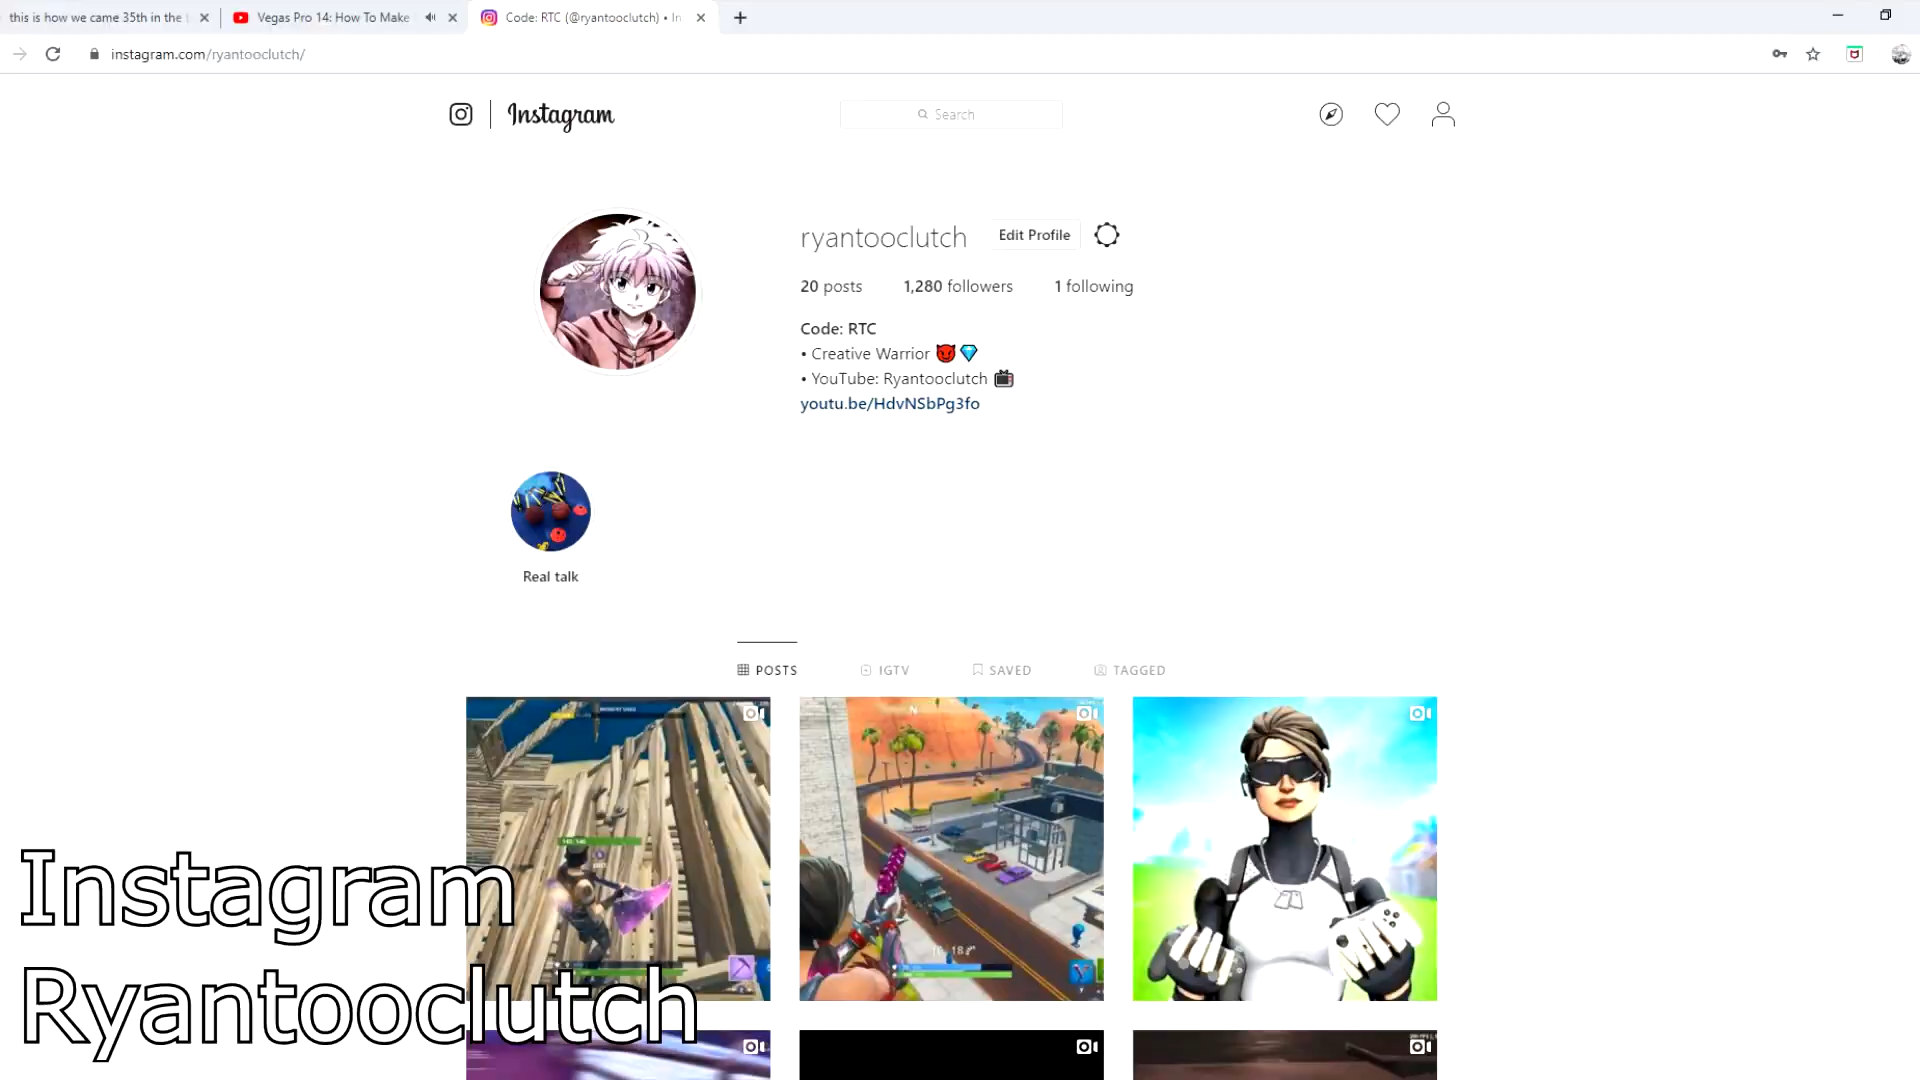 this is how we came 35th in the
Vegas Pro 14: How To Make
Code: RTC (@ryantooclutch) • In
instagram.com/ryantooclutch/
Instagram
Search
ryantooclutch
Edit Profile
20 posts
1,280 followers
1 following
Code: RTC
• Creative Warrior 😈💎
• YouTube: Ryantooclutch 📺
youtu.be/HdvNSbPg3fo
Real talk
POSTS
IGTV
SAVED
TAGGED
Instagram
Ryantooclutch